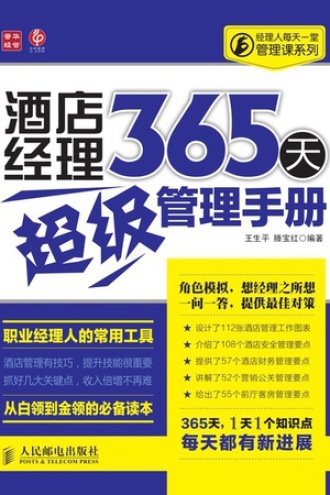 普华
经管
经理人每天一堂
管理课系列
酒店
经理
365天
超级
管理手册
王生平 滕宝红◎编著
角色模拟，想经理之所想
一问一答，提供最佳对策
★设计了112张酒店管理工作图表
★介绍了108个酒店安全管理要点
★提供了57个酒店财务管理要点
★讲解了52个营销公关管理要点
★给出了55个前厅客房管理要点
职业经理人的常用工具
酒店管理有技巧，提升技能很重要
抓好几大关键点，收入倍增不再难
从白领到金领的必备读本
365天，1天1个知识点
每天都有新进展
人民邮电出版社
POSTS & TELECOM PRESS